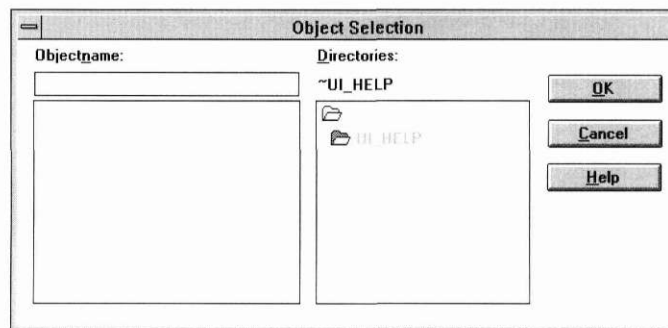 Object Selection
Objectname:
Directories:
~UI_HELP
UI_HELP
OK
Cancel
Help